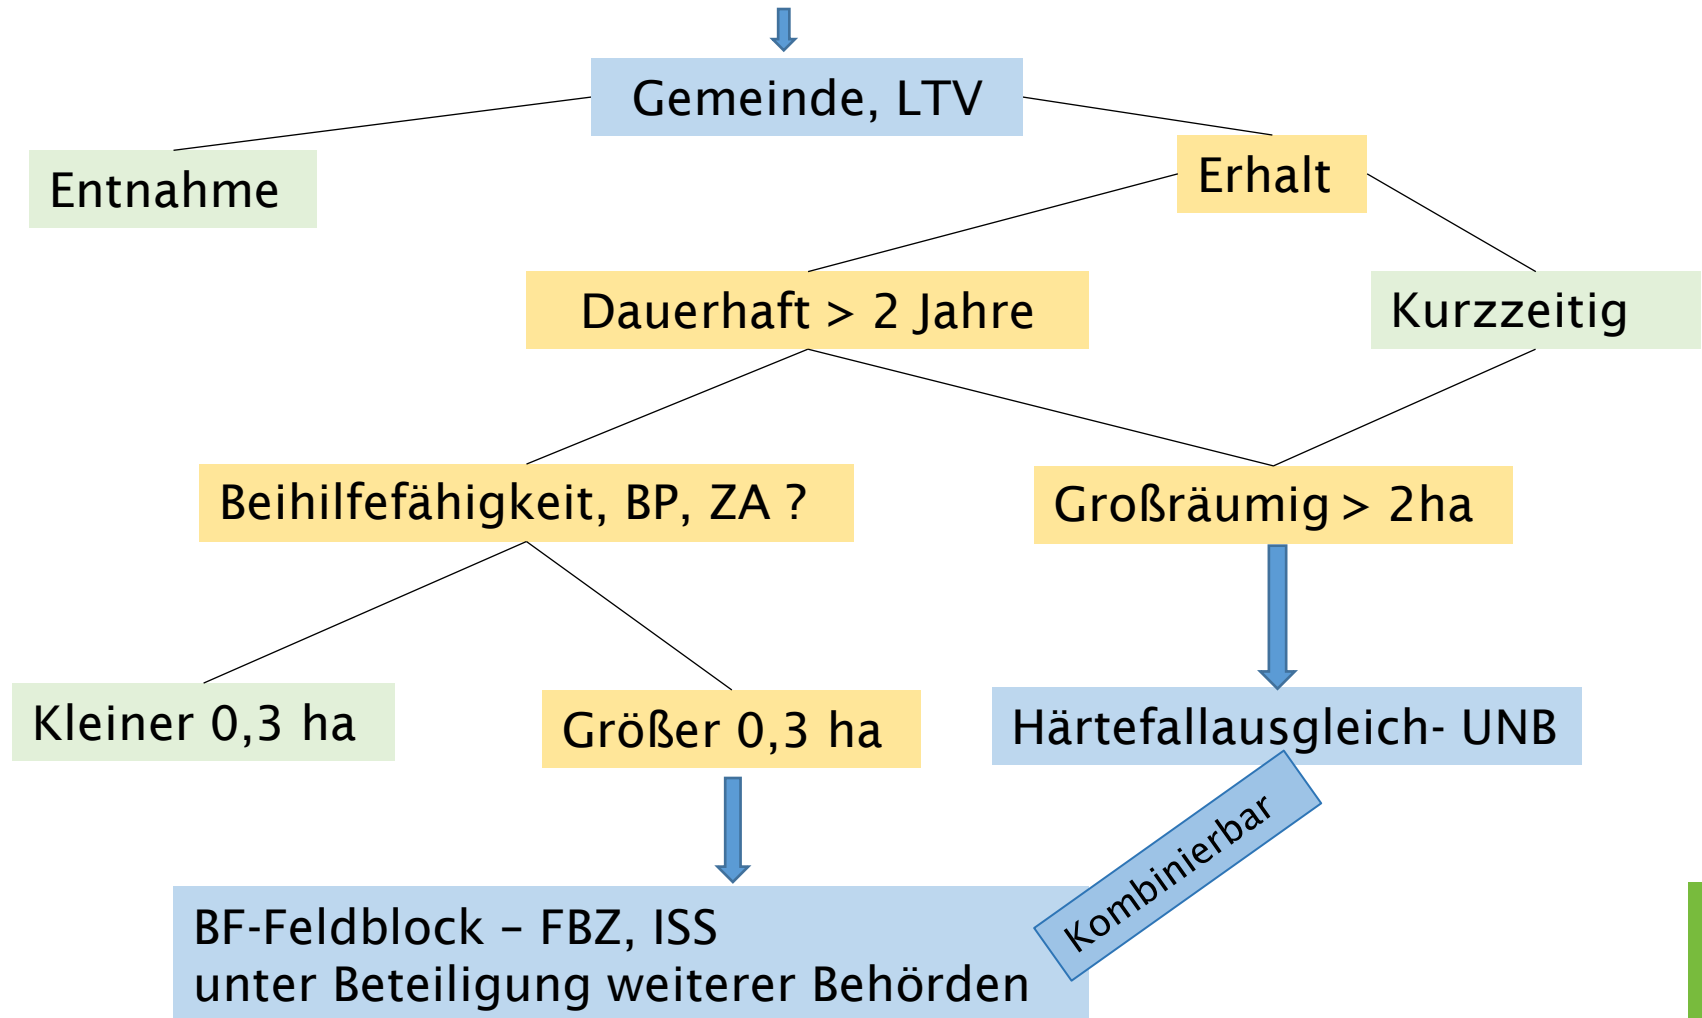 Gemeinde, LTV
Entnahme
Erhalt
Dauerhaft > 2 Jahre
Kurzzeitig
Beihilfefähigkeit, BP, ZA ?
Großräumig > 2ha
Kleiner 0,3 ha
Größer 0,3 ha
Härtefallausgleich- UNB
Kombinierbar
BF-Feldblock – FBZ, ISS
unter Beteiligung weiterer Behörden